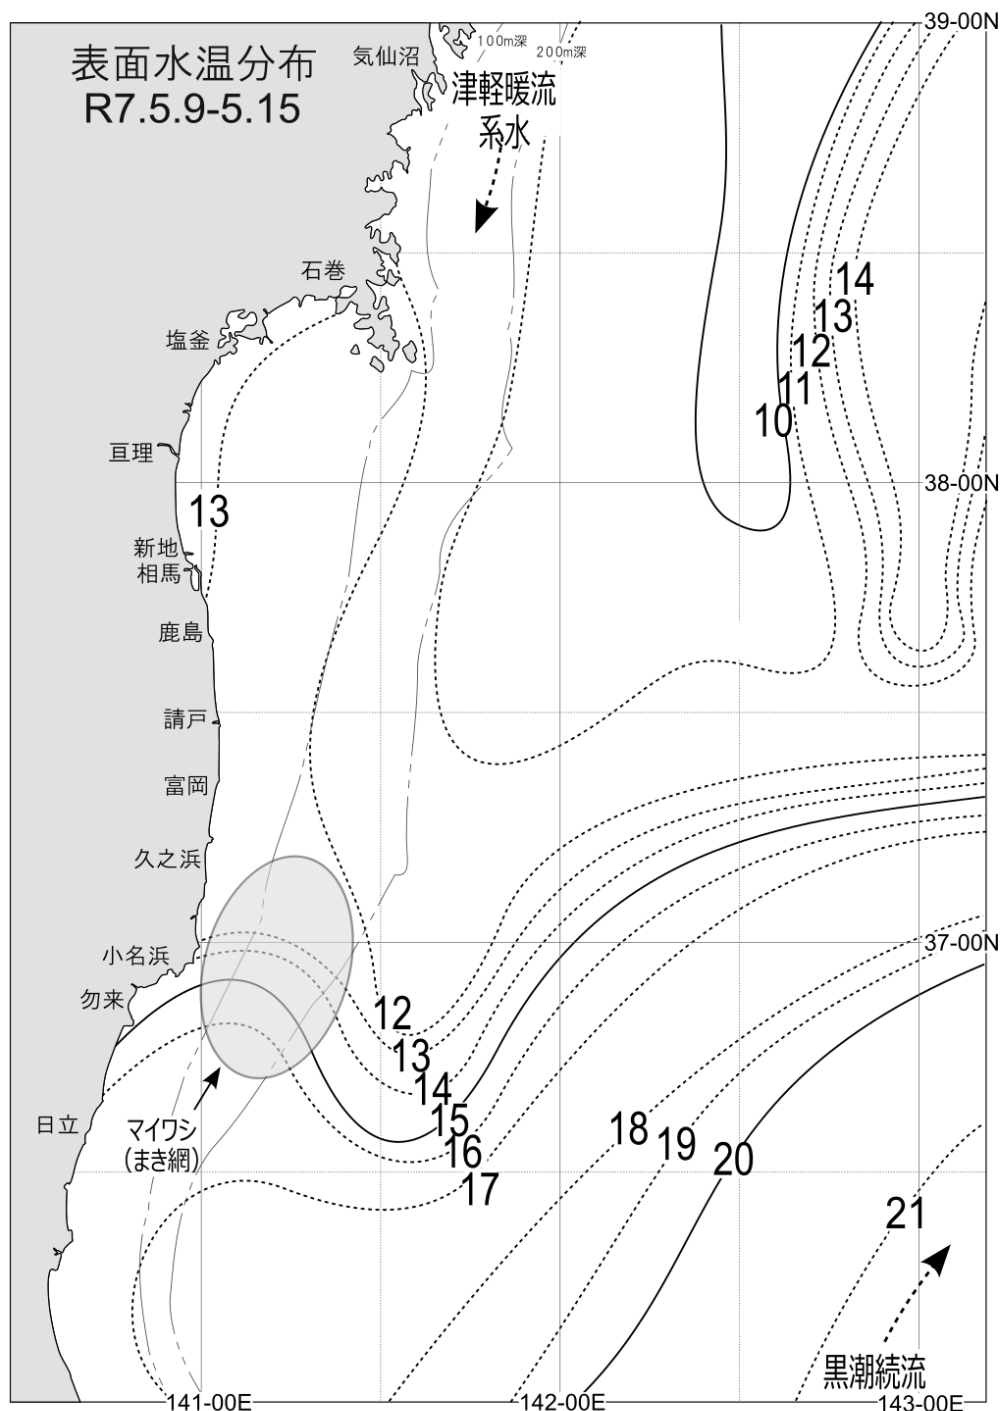 表面水温分布
R7.5.9-5.15
気仙沼
100m深
200m深
39-00N
津軽暖流
系水
石巻
塩釜
亘理
新地
相馬
鹿島
請戸
富岡
久之浜
小名浜
勿来
日立
マイワシ
(まき網)
14
13
12
11
10
38-00N
13
37-00N
12
13
14
15
16
17
18
19
20
21
黒潮続流
141-00E
142-00E
143-00E